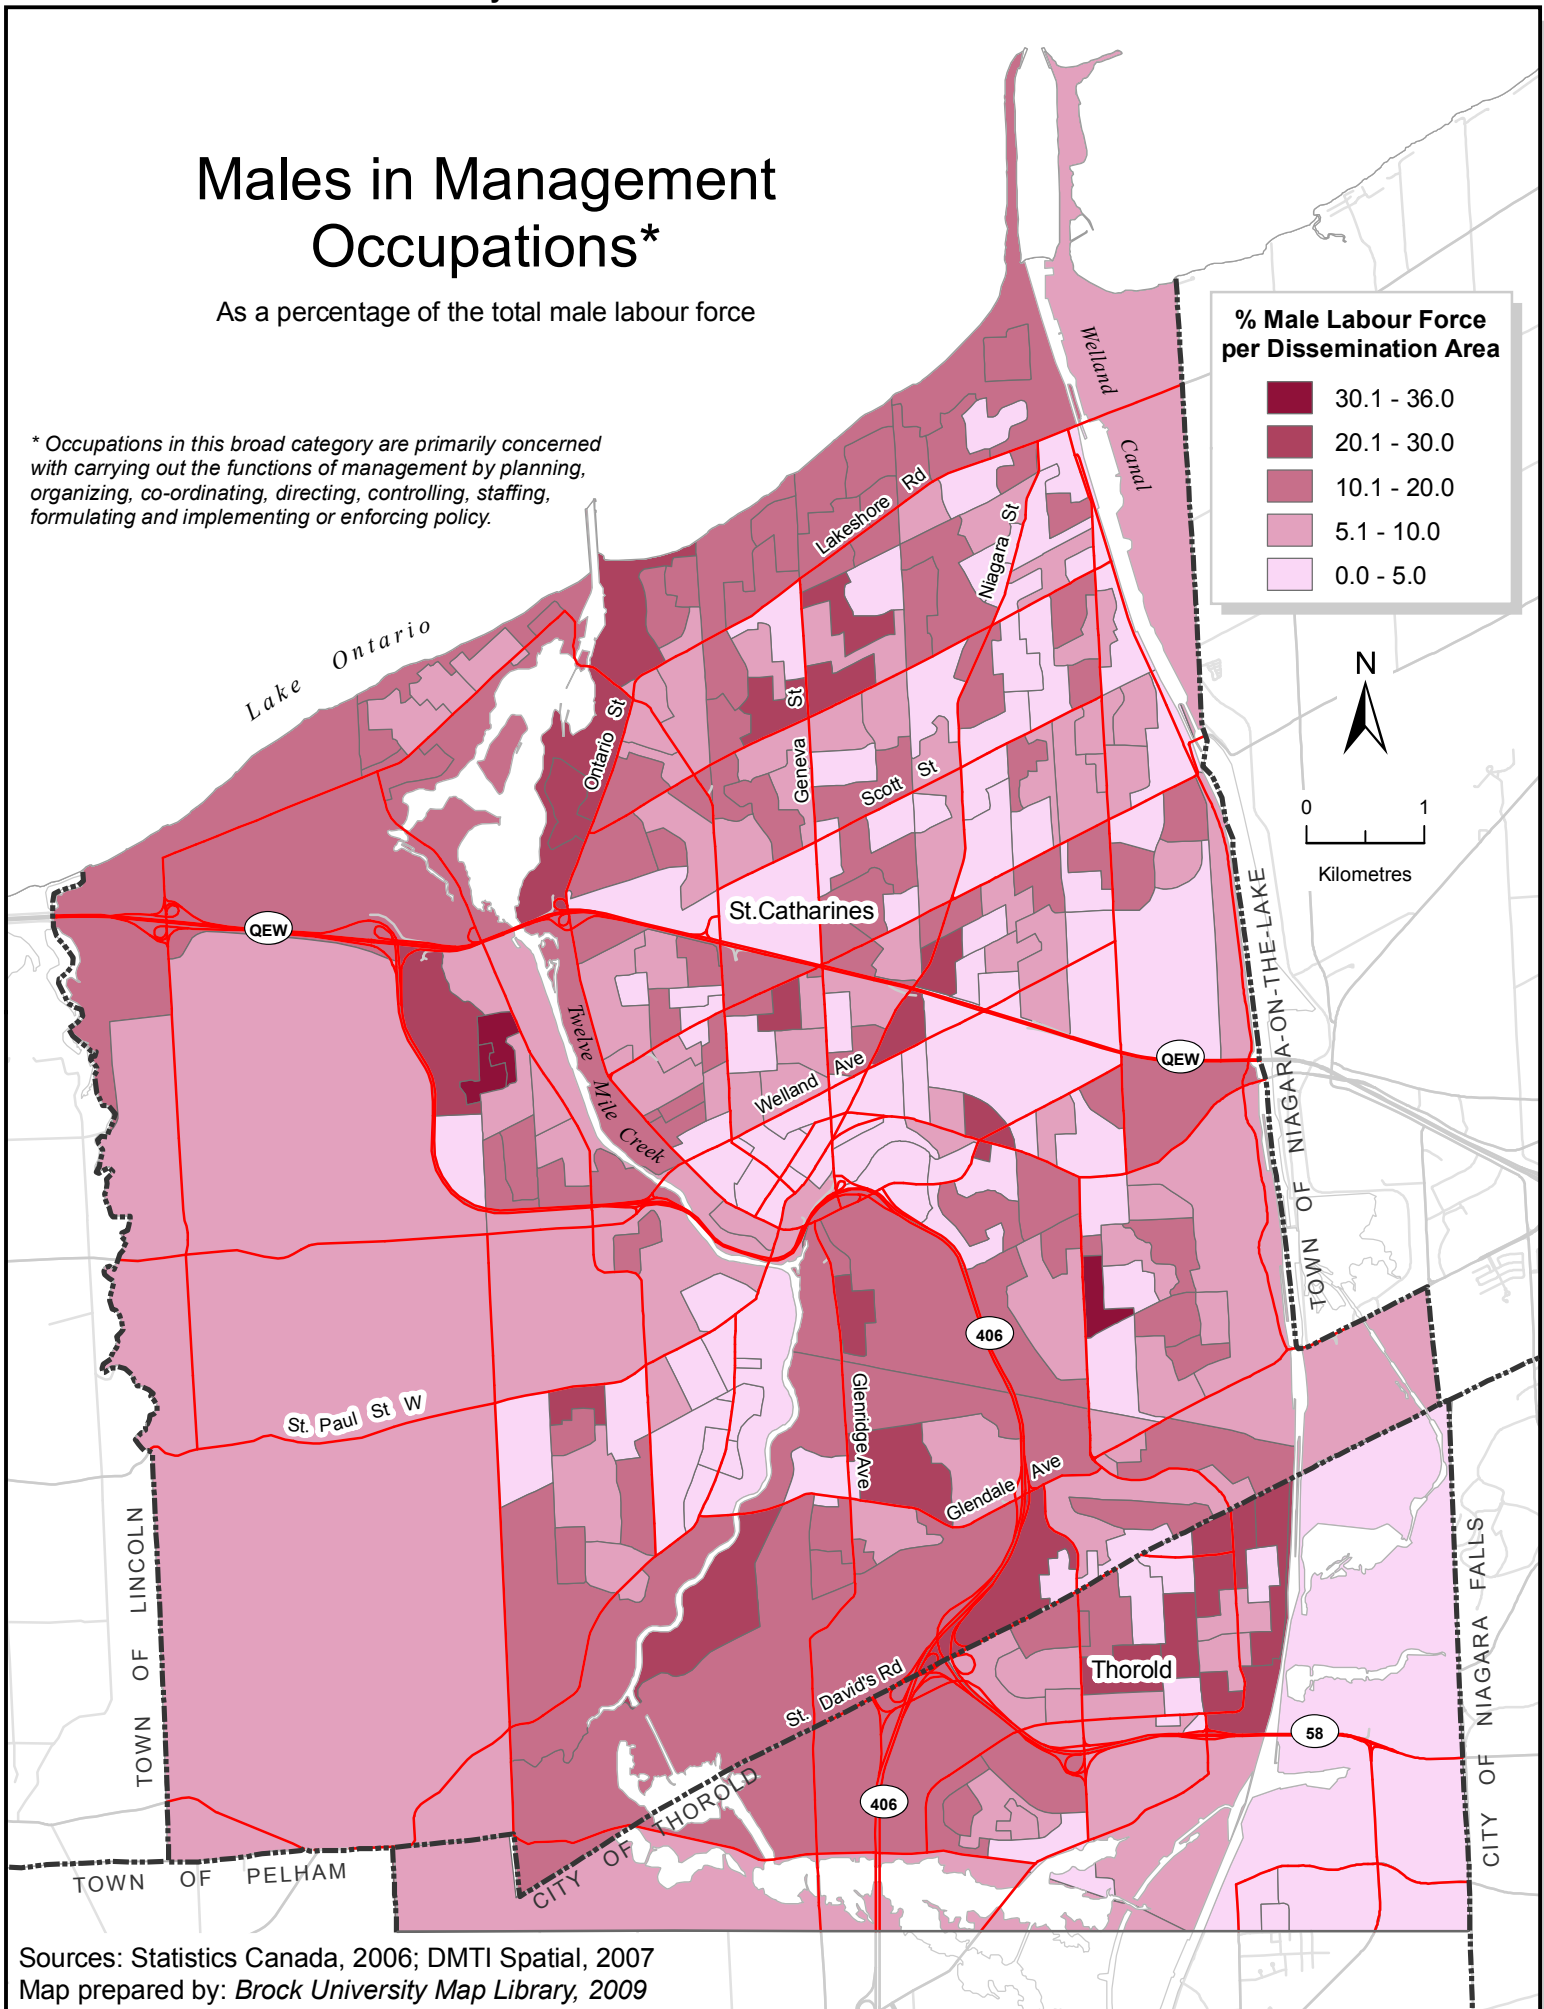 Males in Management
Occupations*
As a percentage of the total male labour force
* Occupations in this broad category are primarily concerned
with carrying out the functions of management by planning,
organizing, co-ordinating, directing, controlling, staffing,
formulating and implementing or enforcing policy.
% Male Labour Force
per Dissemination Area
30.1 - 36.0
20.1 - 30.0
10.1 - 20.0
5.1 - 10.0
0.0 - 5.0
N
0 1
Kilometres
Welland
Canal
Lake Ontario
Lakeshore Rd
Niagara St
Ontario St
Geneva St
Scott St
St.Catharines
QEW
QEW
Twelve Mile Creek
Welland Ave
TOWN OF NIAGARA-ON-THE-LAKE
406
St. Paul St W
Glenridge Ave
Glendale Ave
TOWN OF LINCOLN
Thorold
St. David's Rd
58
406
CITY OF NIAGARA FALLS
CITY OF THOROLD
TOWN OF PELHAM
Sources: Statistics Canada, 2006; DMTI Spatial, 2007
Map prepared by: Brock University Map Library, 2009